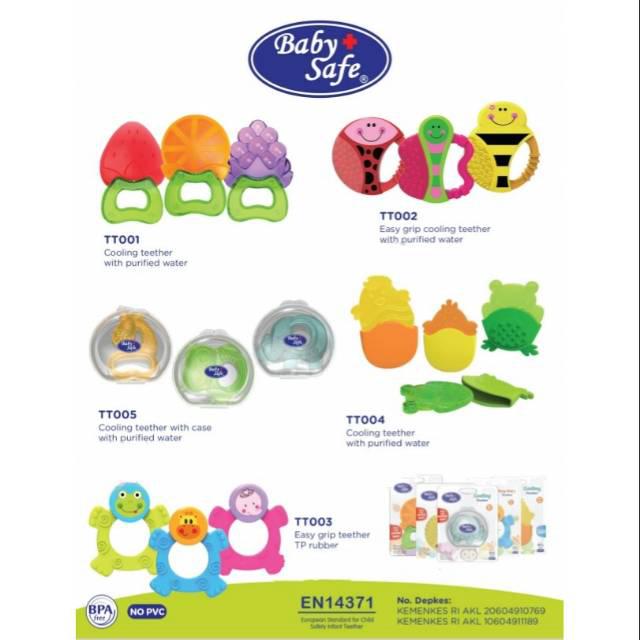 Baby
Safe®
TT001
Cooling teether
with purified water
TT002
Easy grip cooling teether
with purified water
TT005
Cooling teether with case
with purified water
TT004
Cooling teether
with purified water
TT003
Easy grip teether
TP rubber
BPA
free
NO PVC
EN14371
European Standard for Child
Safety Infant Teether
No. Depkes:
KEMENKES RI AKL 20604910769
KEMENKES RI AKL 10604911189